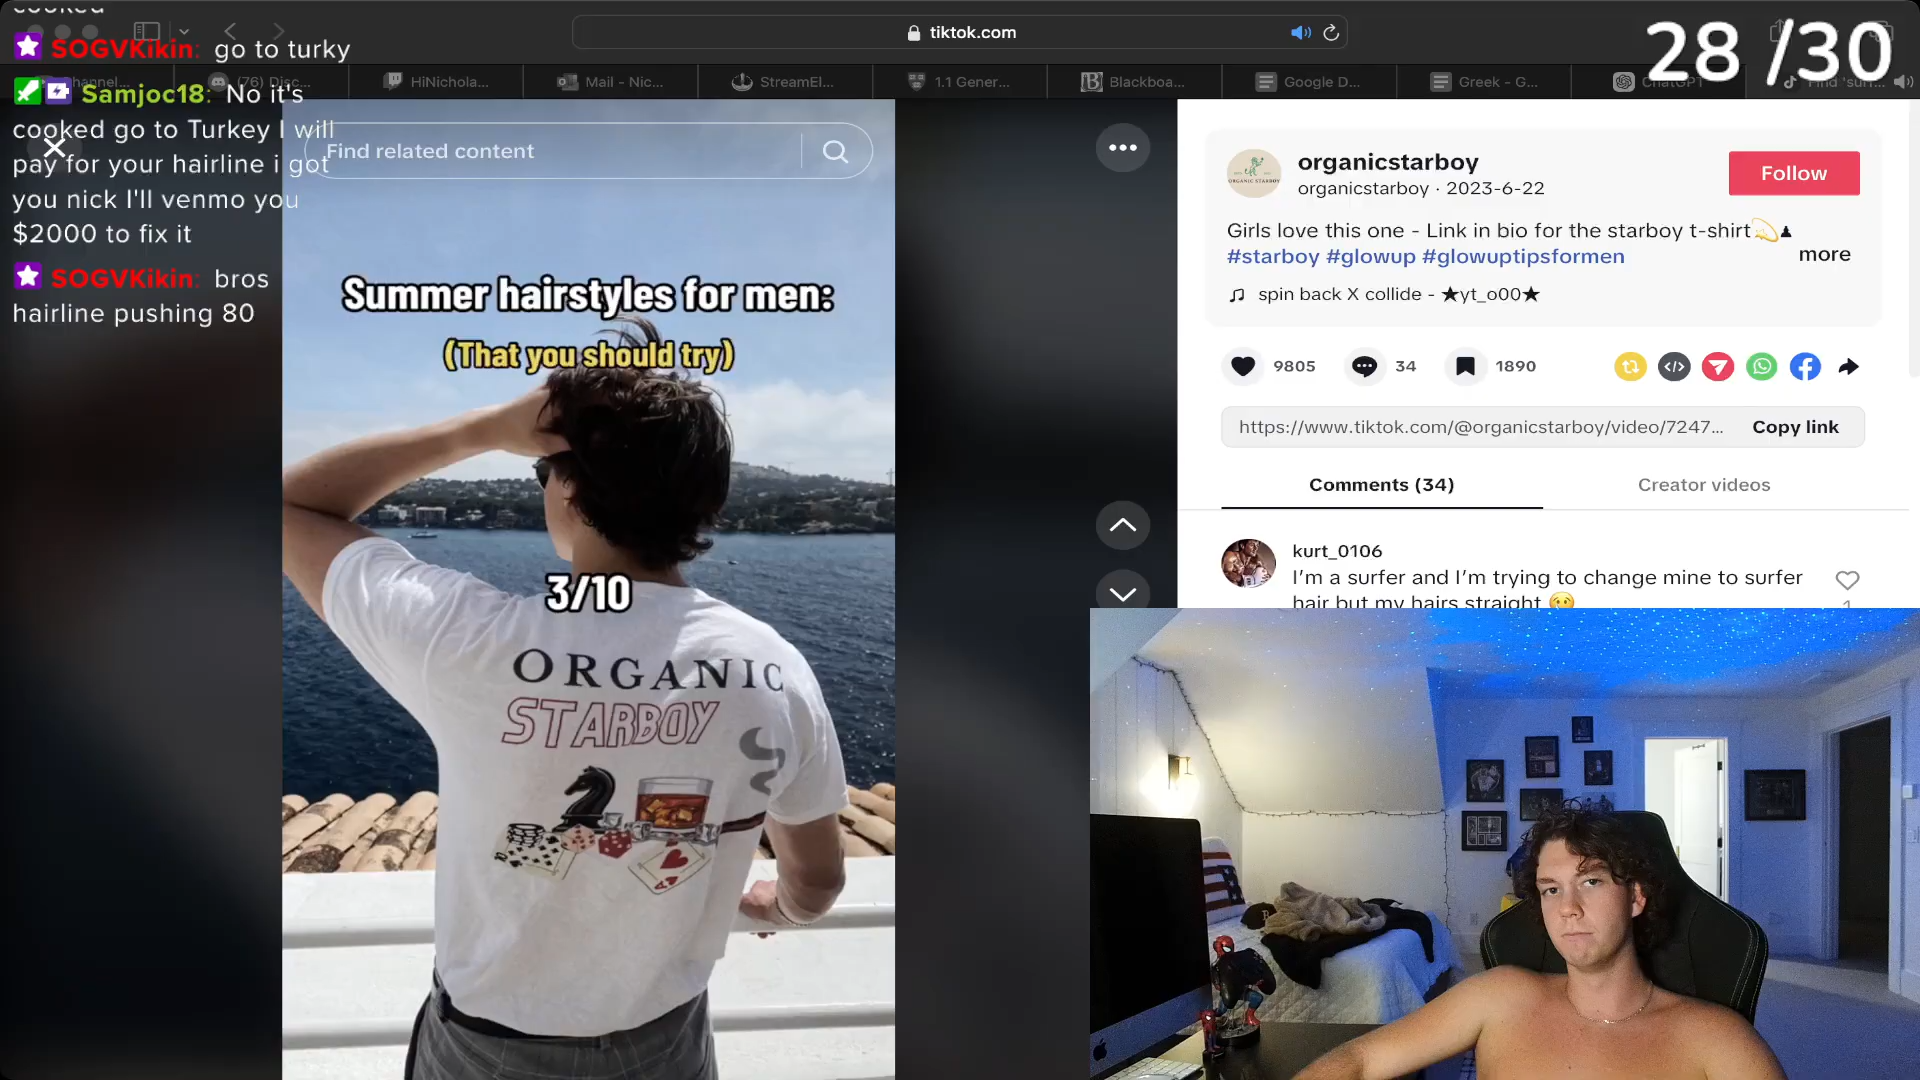 cooked
SOGVKikin: go to turky
Samjoc18: No it's
cooked go to Turkey I will
pay for your hairline i got
you nick I'll venmo you
$2000 to fix it
SOGVKikin: bros
hairline pushing 80
tiktok.com
28 /30
(76) Disc...
HiNichola...
Mail - Nic...
StreamEl...
1.1 Gener...
Blackboa...
Google D...
Greek - G...
ChatGPT
Find "sur...
Find related content
Summer hairstyles for men:
(That you should try)
3/10
ORGANIC
STARBOY
organicstarboy
organicstarboy · 2023-6-22
Follow
Girls love this one - Link in bio for the starboy t-shirt💫♟
#starboy #glowup #glowuptipsformen
more
spin back X collide - ★yt_o00★
9805
34
1890
https://www.tiktok.com/@organicstarboy/video/7247...
Copy link
Comments (34)
Creator videos
kurt_0106
I'm a surfer and I'm trying to change mine to surfer
hair but my hairs straight 🥲